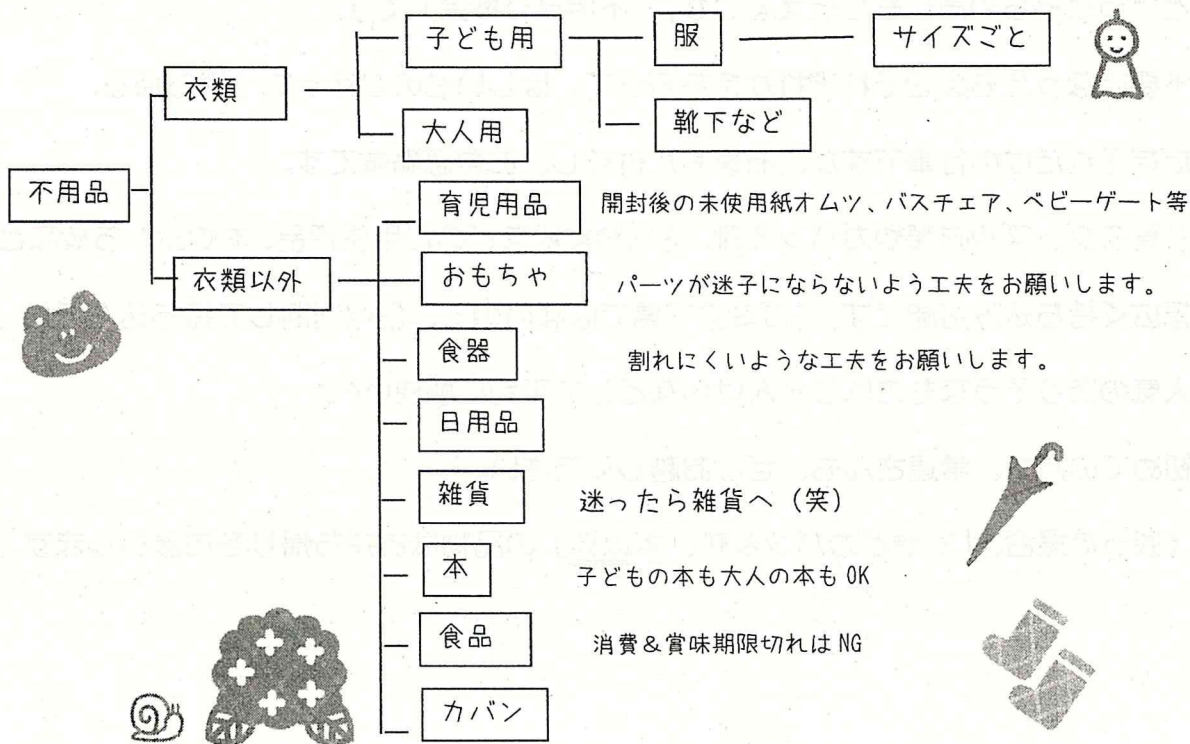 子ども用
服
サイズごと
衣類
大人用
靴下など
不用品
育児用品 開封後の未使用紙オムツ、バスチェア、ベビーゲート等
衣類以外
おもちゃ パーツが迷子にならないよう工夫をお願いします。
食器 割れにくいような工夫をお願いします。
日用品
雑貨 迷ったら雑貨へ（笑）
本 子どもの本も大人の本も OK
食品 消費＆賞味期限切れは NG
カバン